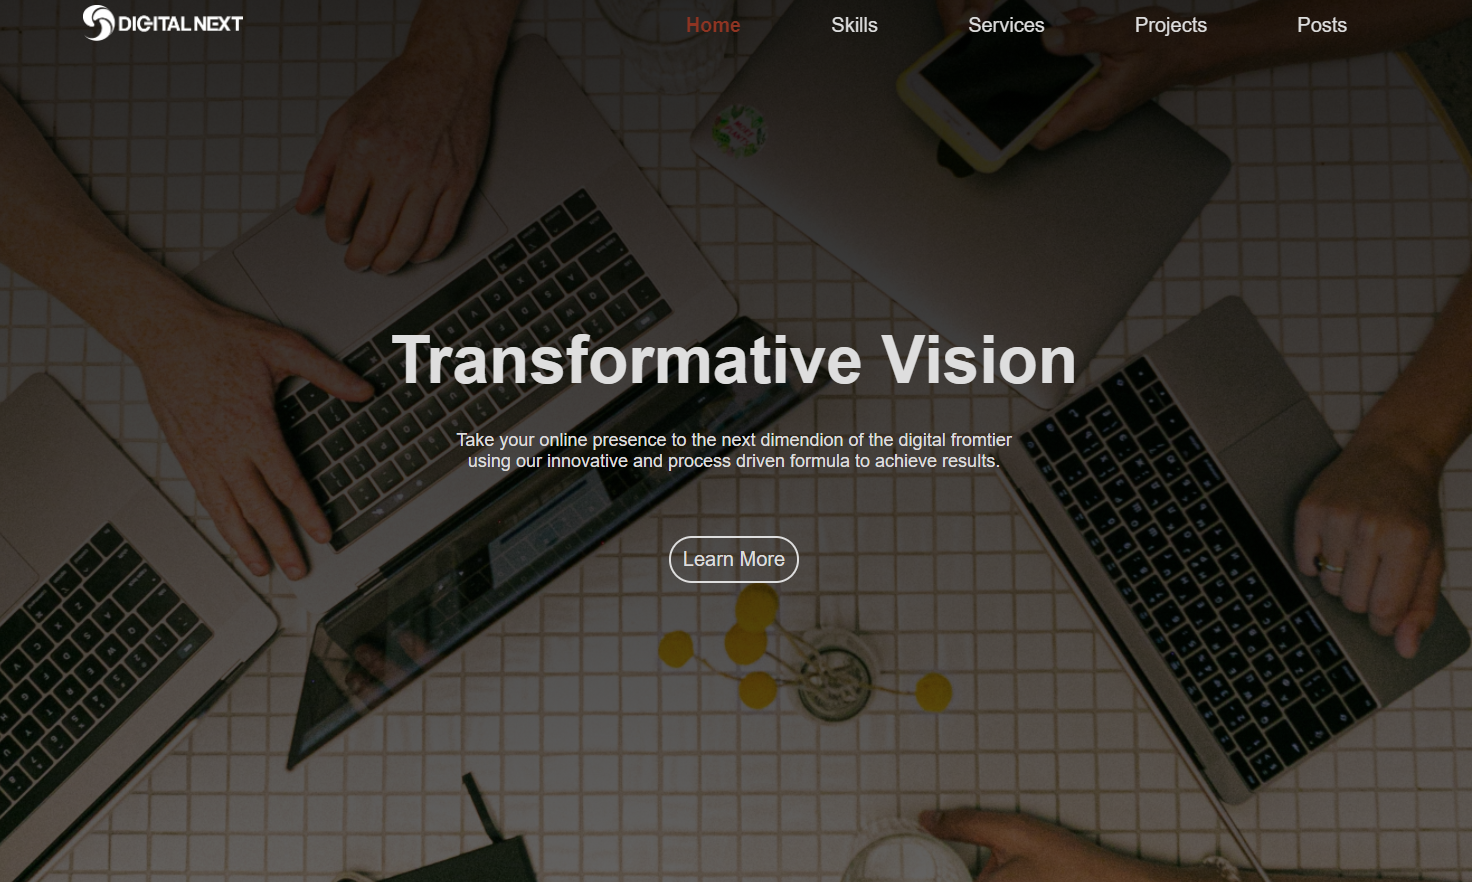 DIGITAL NEXT
Home
Skills
Services
Projects
Posts
Transformative Vision
Take your online presence to the next dimendion of the digital fromtier
using our innovative and process driven formula to achieve results.
Learn More